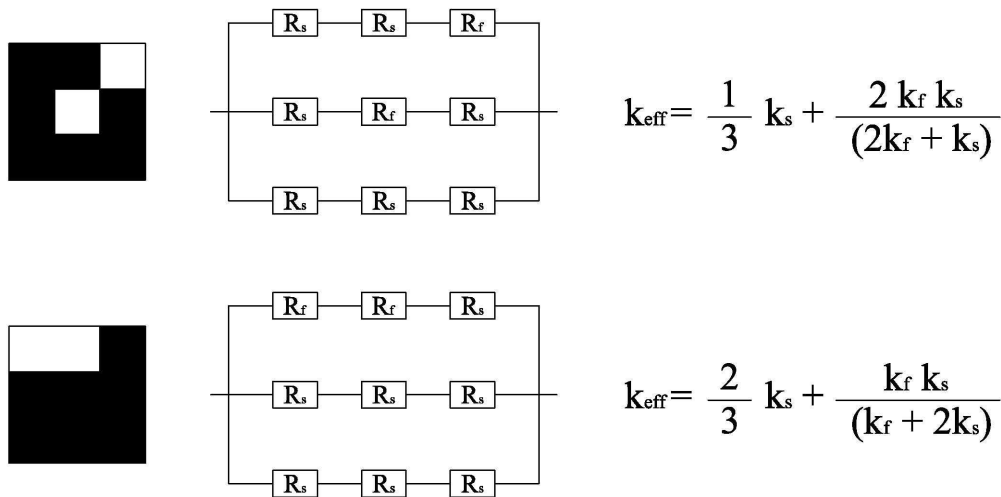 Rs Rs Rf
Rs Rf Rs
Rs Rs Rs
keff= 1/3 ks + 2 kf ks/(2kf + ks)
Rf Rf Rs
Rs Rs Rs
Rs Rs Rs
keff= 2/3 ks + kf ks/(kf + 2ks)